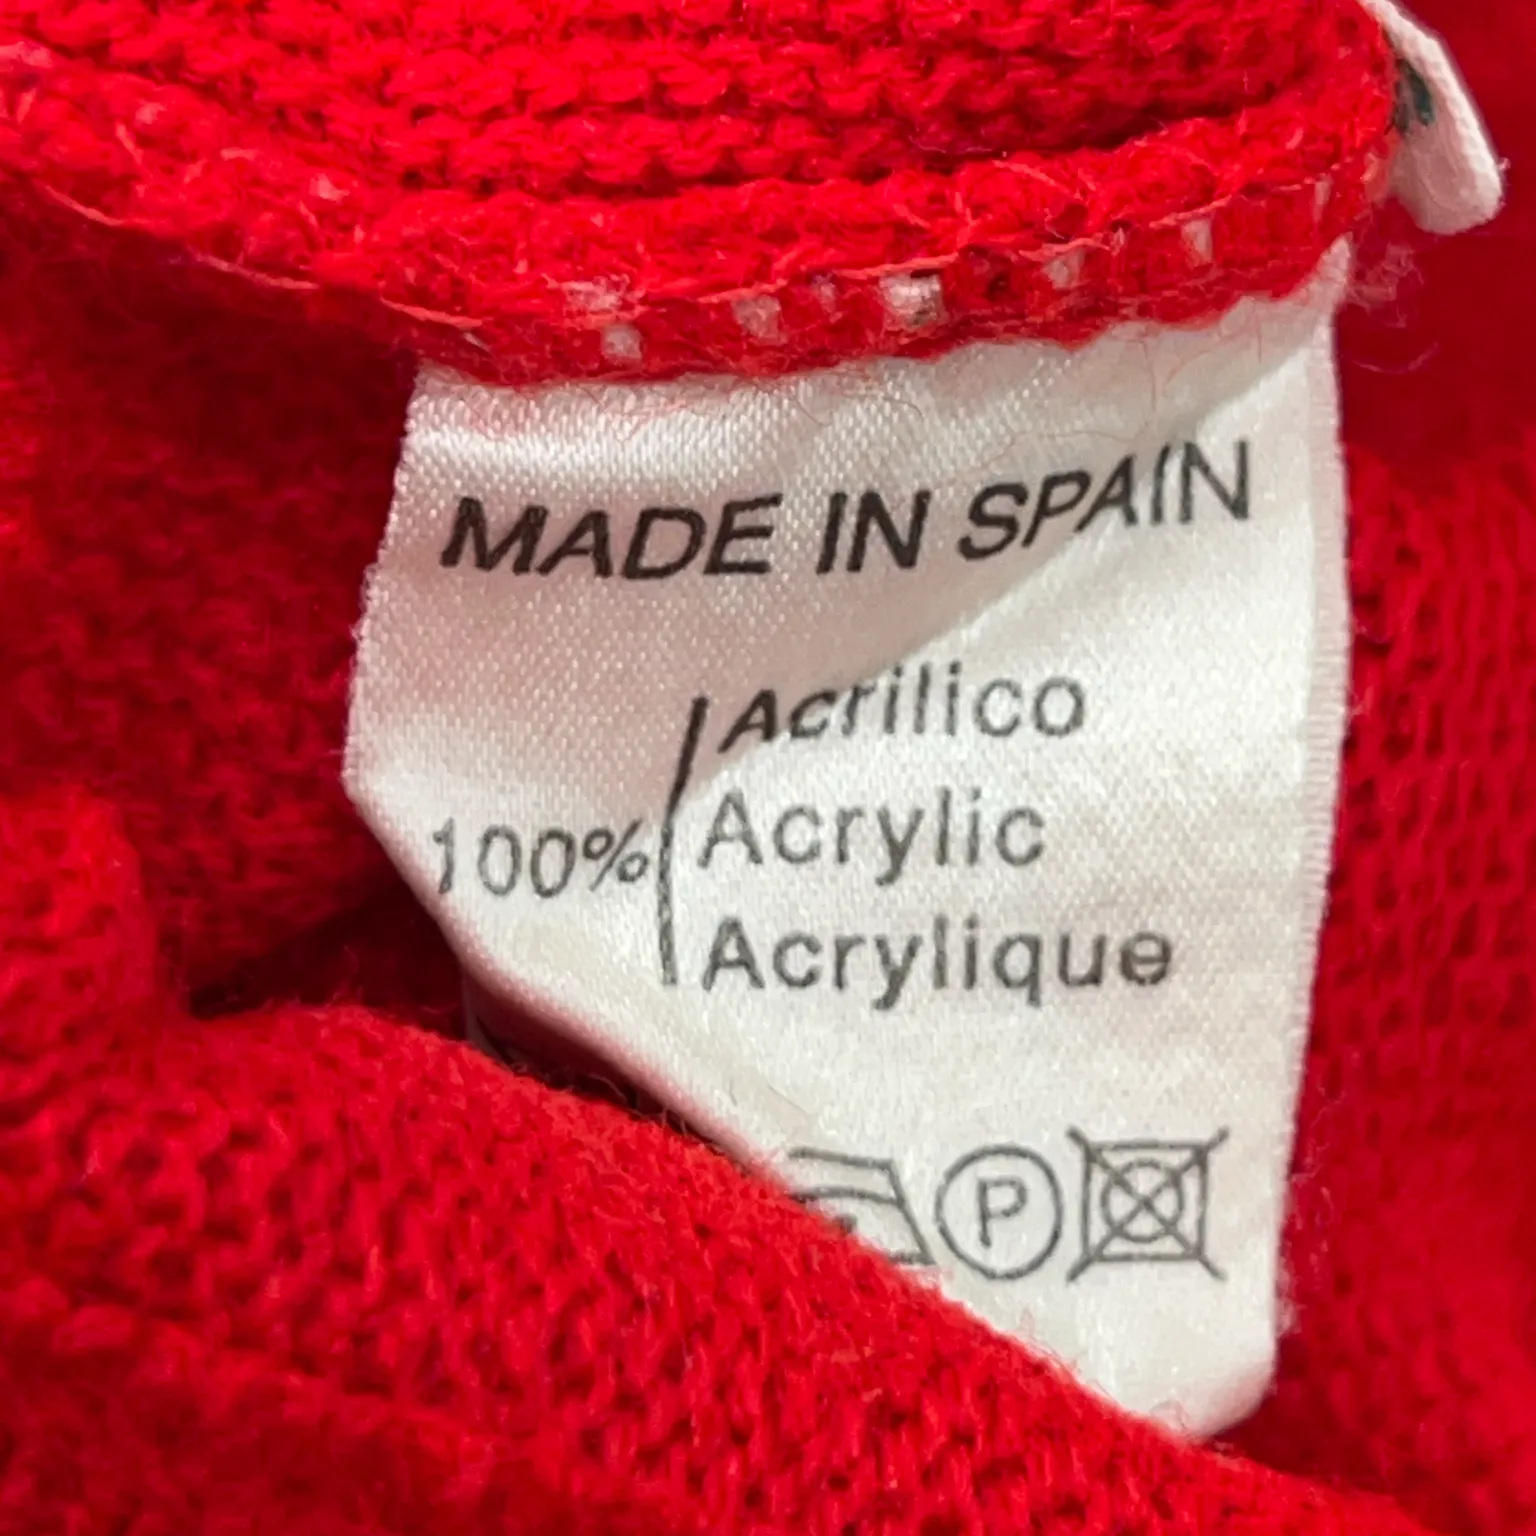 MADE IN SPAIN
Acrilico
100% Acrylic
Acrylique
P